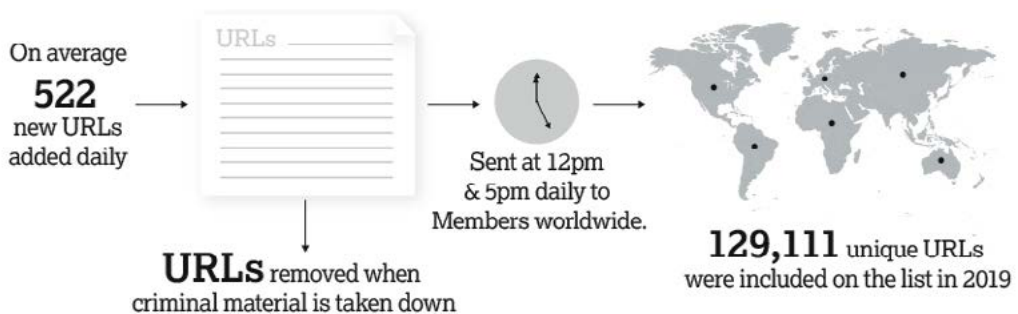 On average
522
new URLs
added daily
URLs
URLs removed when
criminal material is taken down
Sent at 12pm
& 5pm daily to
Members worldwide.
129,111 unique URLs
were included on the list in 2019